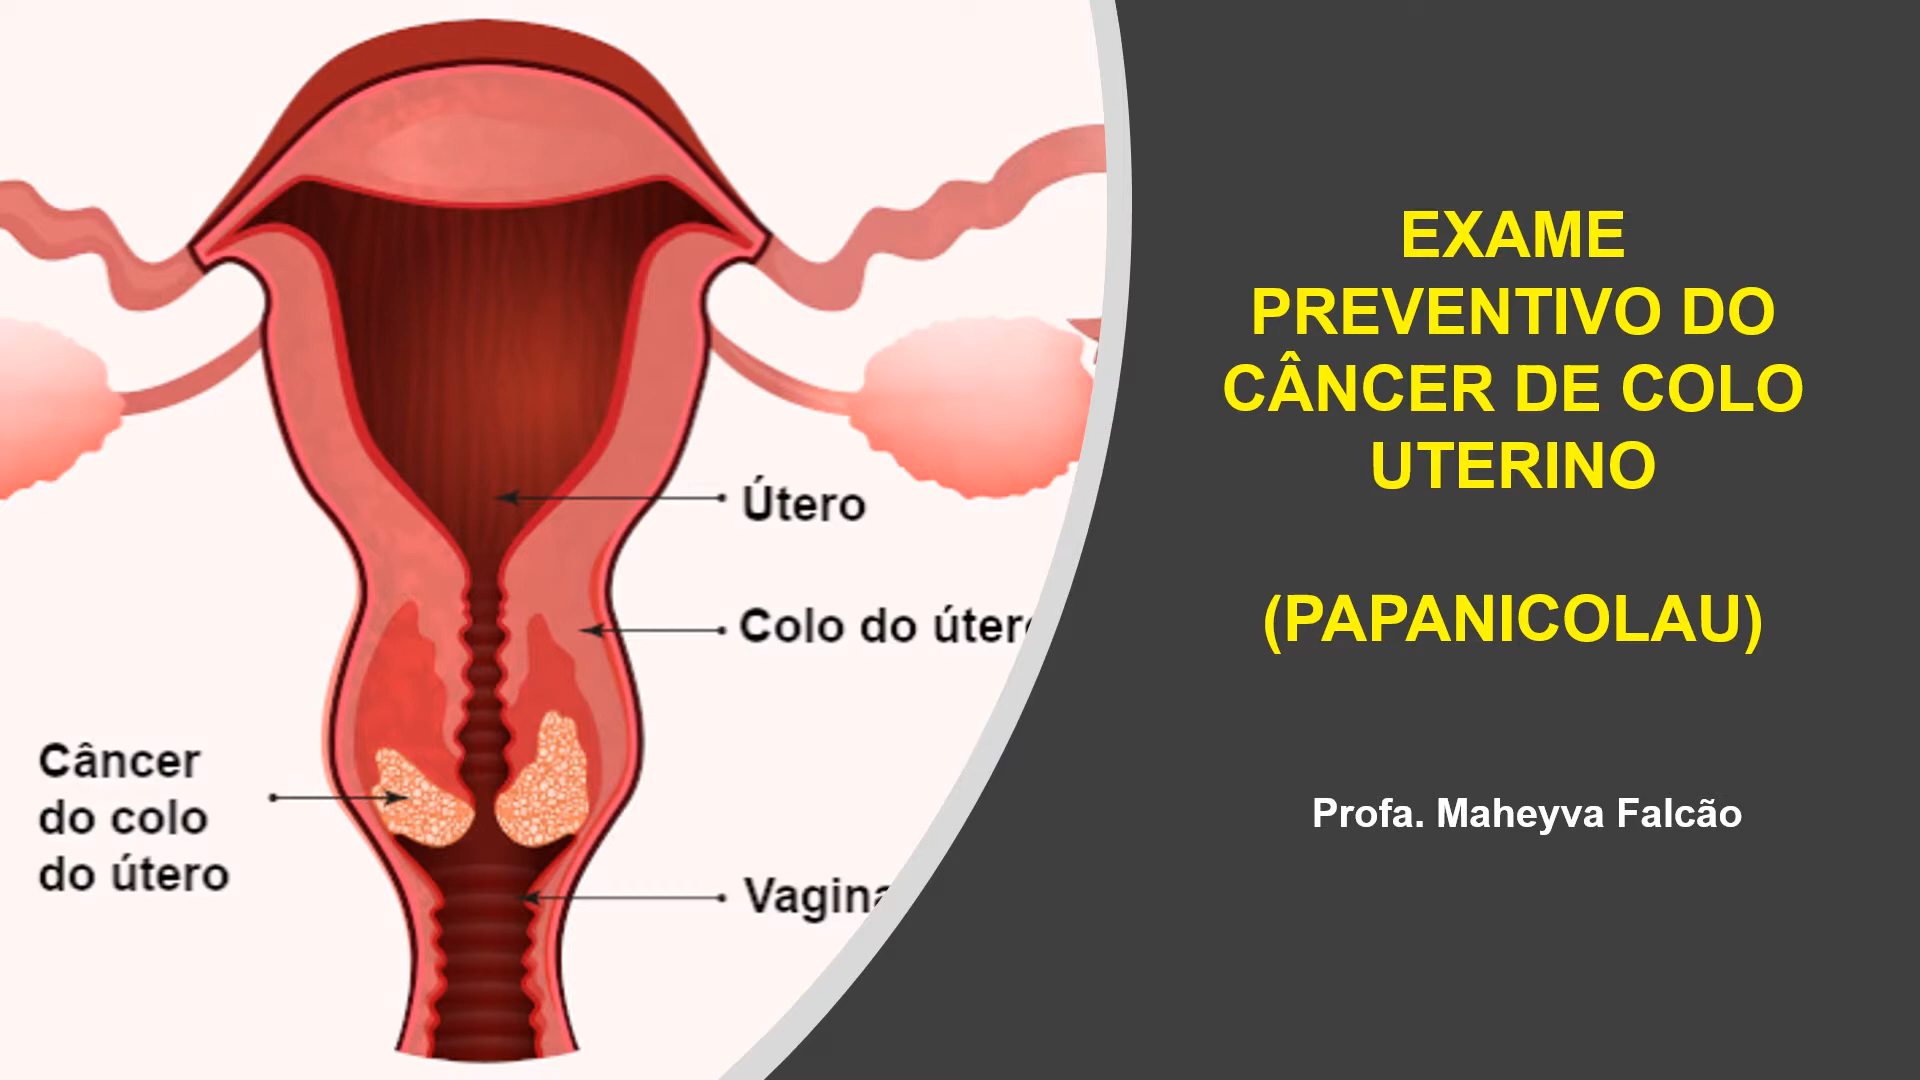 Útero
Colo do útero
Câncer
do colo
do útero
Vagina
EXAME
PREVENTIVO DO
CÂNCER DE COLO
UTERINO
(PAPANICOLAU)
Profa. Maheyva Falcão